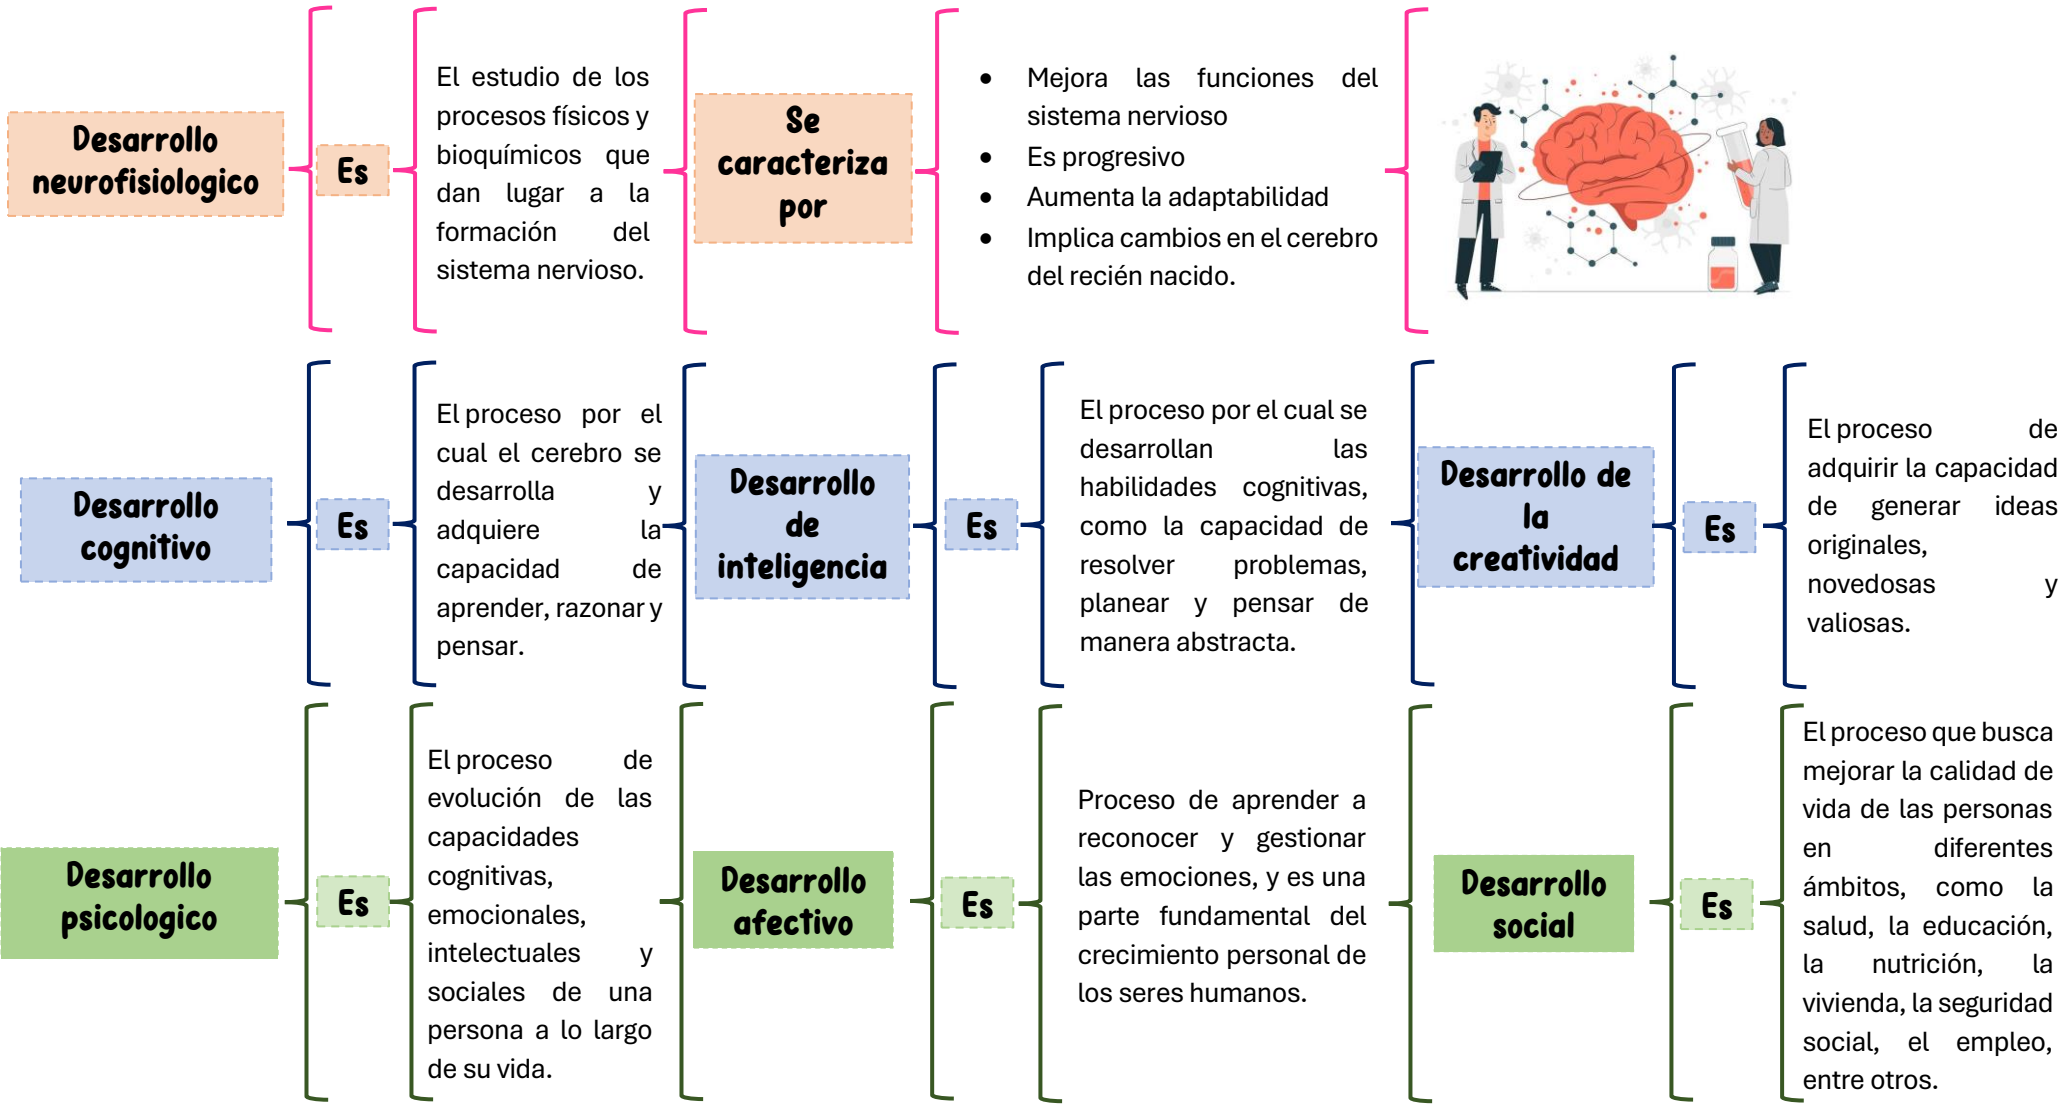 Desarrollo
neurofisiologico
Es
El estudio de los
procesos físicos y
bioquímicos que
dan lugar a la
formación del
sistema nervioso.
Se
caracteriza
por
• Mejora las funciones del
sistema nervioso
• Es progresivo
• Aumenta la adaptabilidad
• Implica cambios en el cerebro
del recién nacido.
Desarrollo
cognitivo
Es
El proceso por el
cual el cerebro se
desarrolla y
adquiere la
capacidad de
aprender, razonar y
pensar.
Desarrollo
de
inteligencia
Es
El proceso por el cual se
desarrollan las
habilidades cognitivas,
como la capacidad de
resolver problemas,
planear y pensar de
manera abstracta.
Desarrollo de
la
creatividad
Es
El proceso de
adquirir la capacidad
de generar ideas
originales,
novedosas y
valiosas.
Desarrollo
psicologico
Es
El proceso de
evolución de las
capacidades
cognitivas,
emocionales,
intelectuales y
sociales de una
persona a lo largo
de su vida.
Desarrollo
afectivo
Es
Proceso de aprender a
reconocer y gestionar
las emociones, y es una
parte fundamental del
crecimiento personal de
los seres humanos.
Desarrollo
social
Es
El proceso que busca
mejorar la calidad de
vida de las personas
en diferentes
ámbitos, como la
salud, la educación,
la nutrición, la
vivienda, la seguridad
social, el empleo,
entre otros.